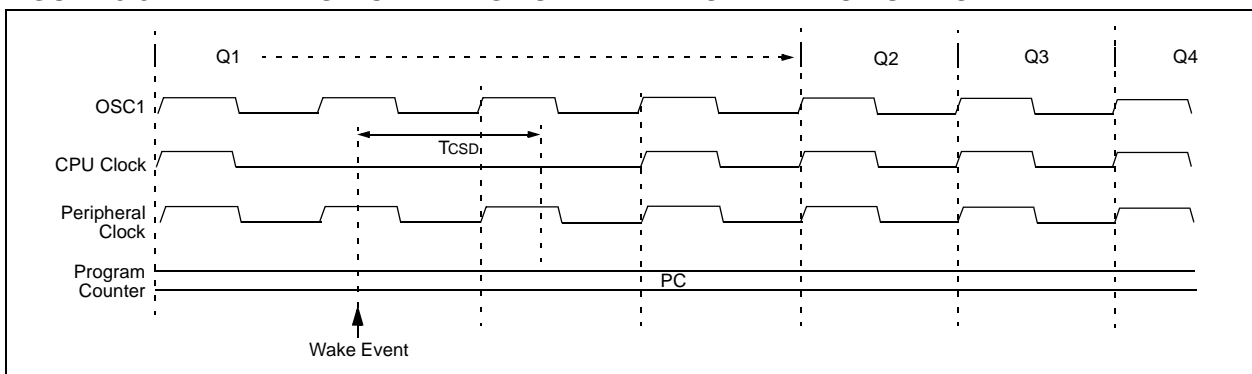 Q1 Q2 Q3 Q4
OSC1
TCSD
CPU Clock
Peripheral
Clock
Program
Counter
PC
Wake Event